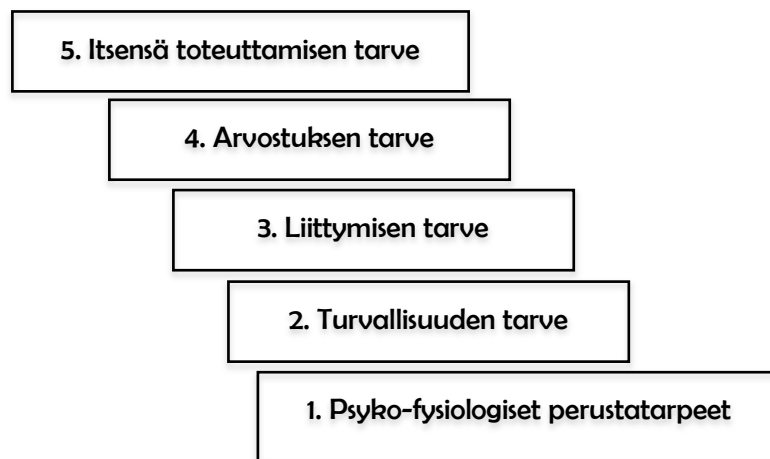 5. Itsensä toteuttamisen tarve
4. Arvostuksen tarve
3. Liittymisen tarve
2. Turvallisuuden tarve
1. Psyko-fysiologiset perustatarpeet